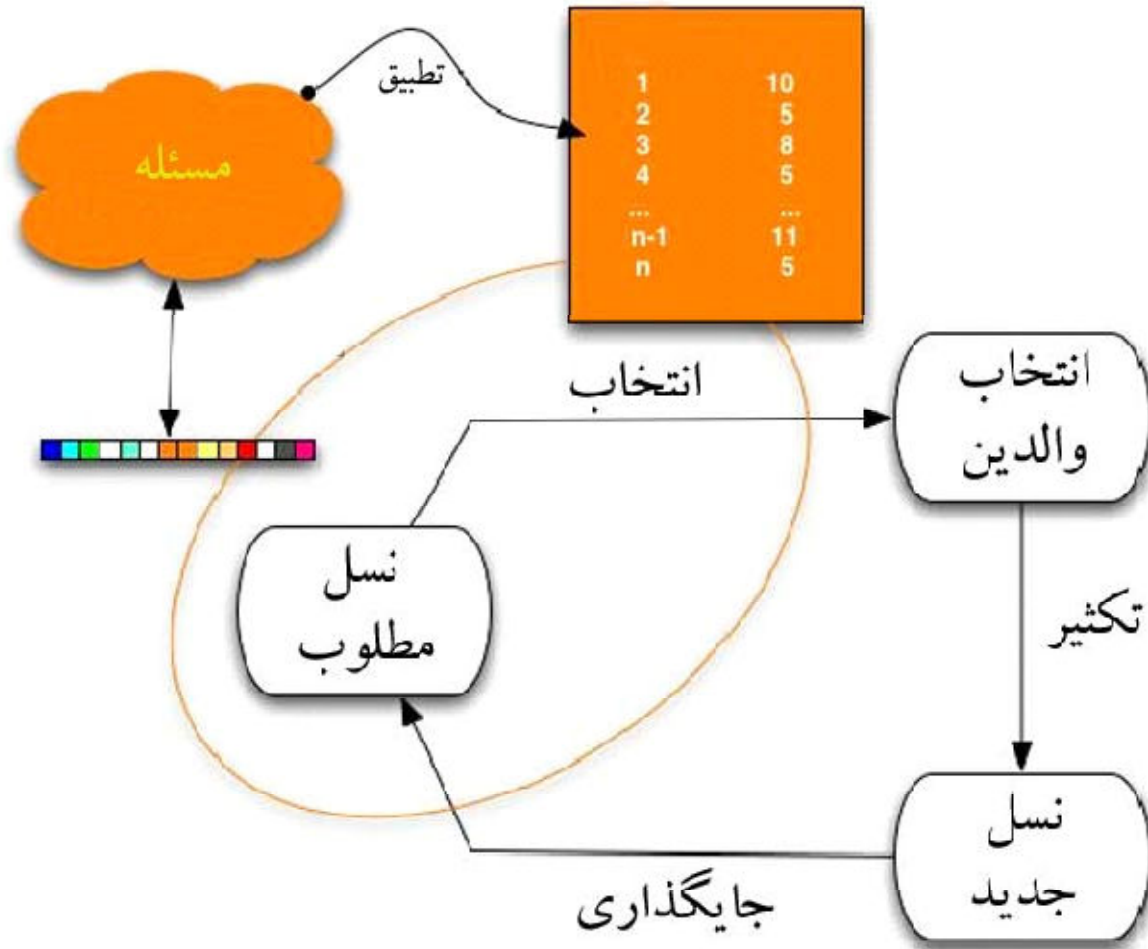 تطبیق
مسئله
1 10
2 5
3 8
4 5
... ...
n-1 11
n 5
انتخاب
انتخاب
والدین
نسل
مطلوب
تکثیر
نسل
جدید
جایگذاری